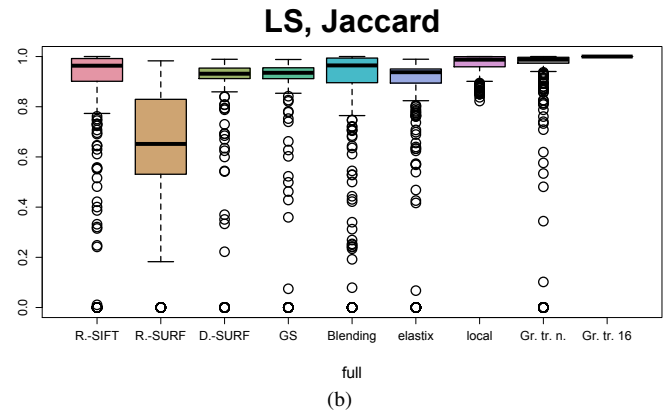 LS, Jaccard
1.0
0.8
0.6
0.4
0.2
0.0
R.-SIFT R.-SURF D.-SURF GS Blending elastix local Gr. tr. n. Gr. tr. 16
full
(b)